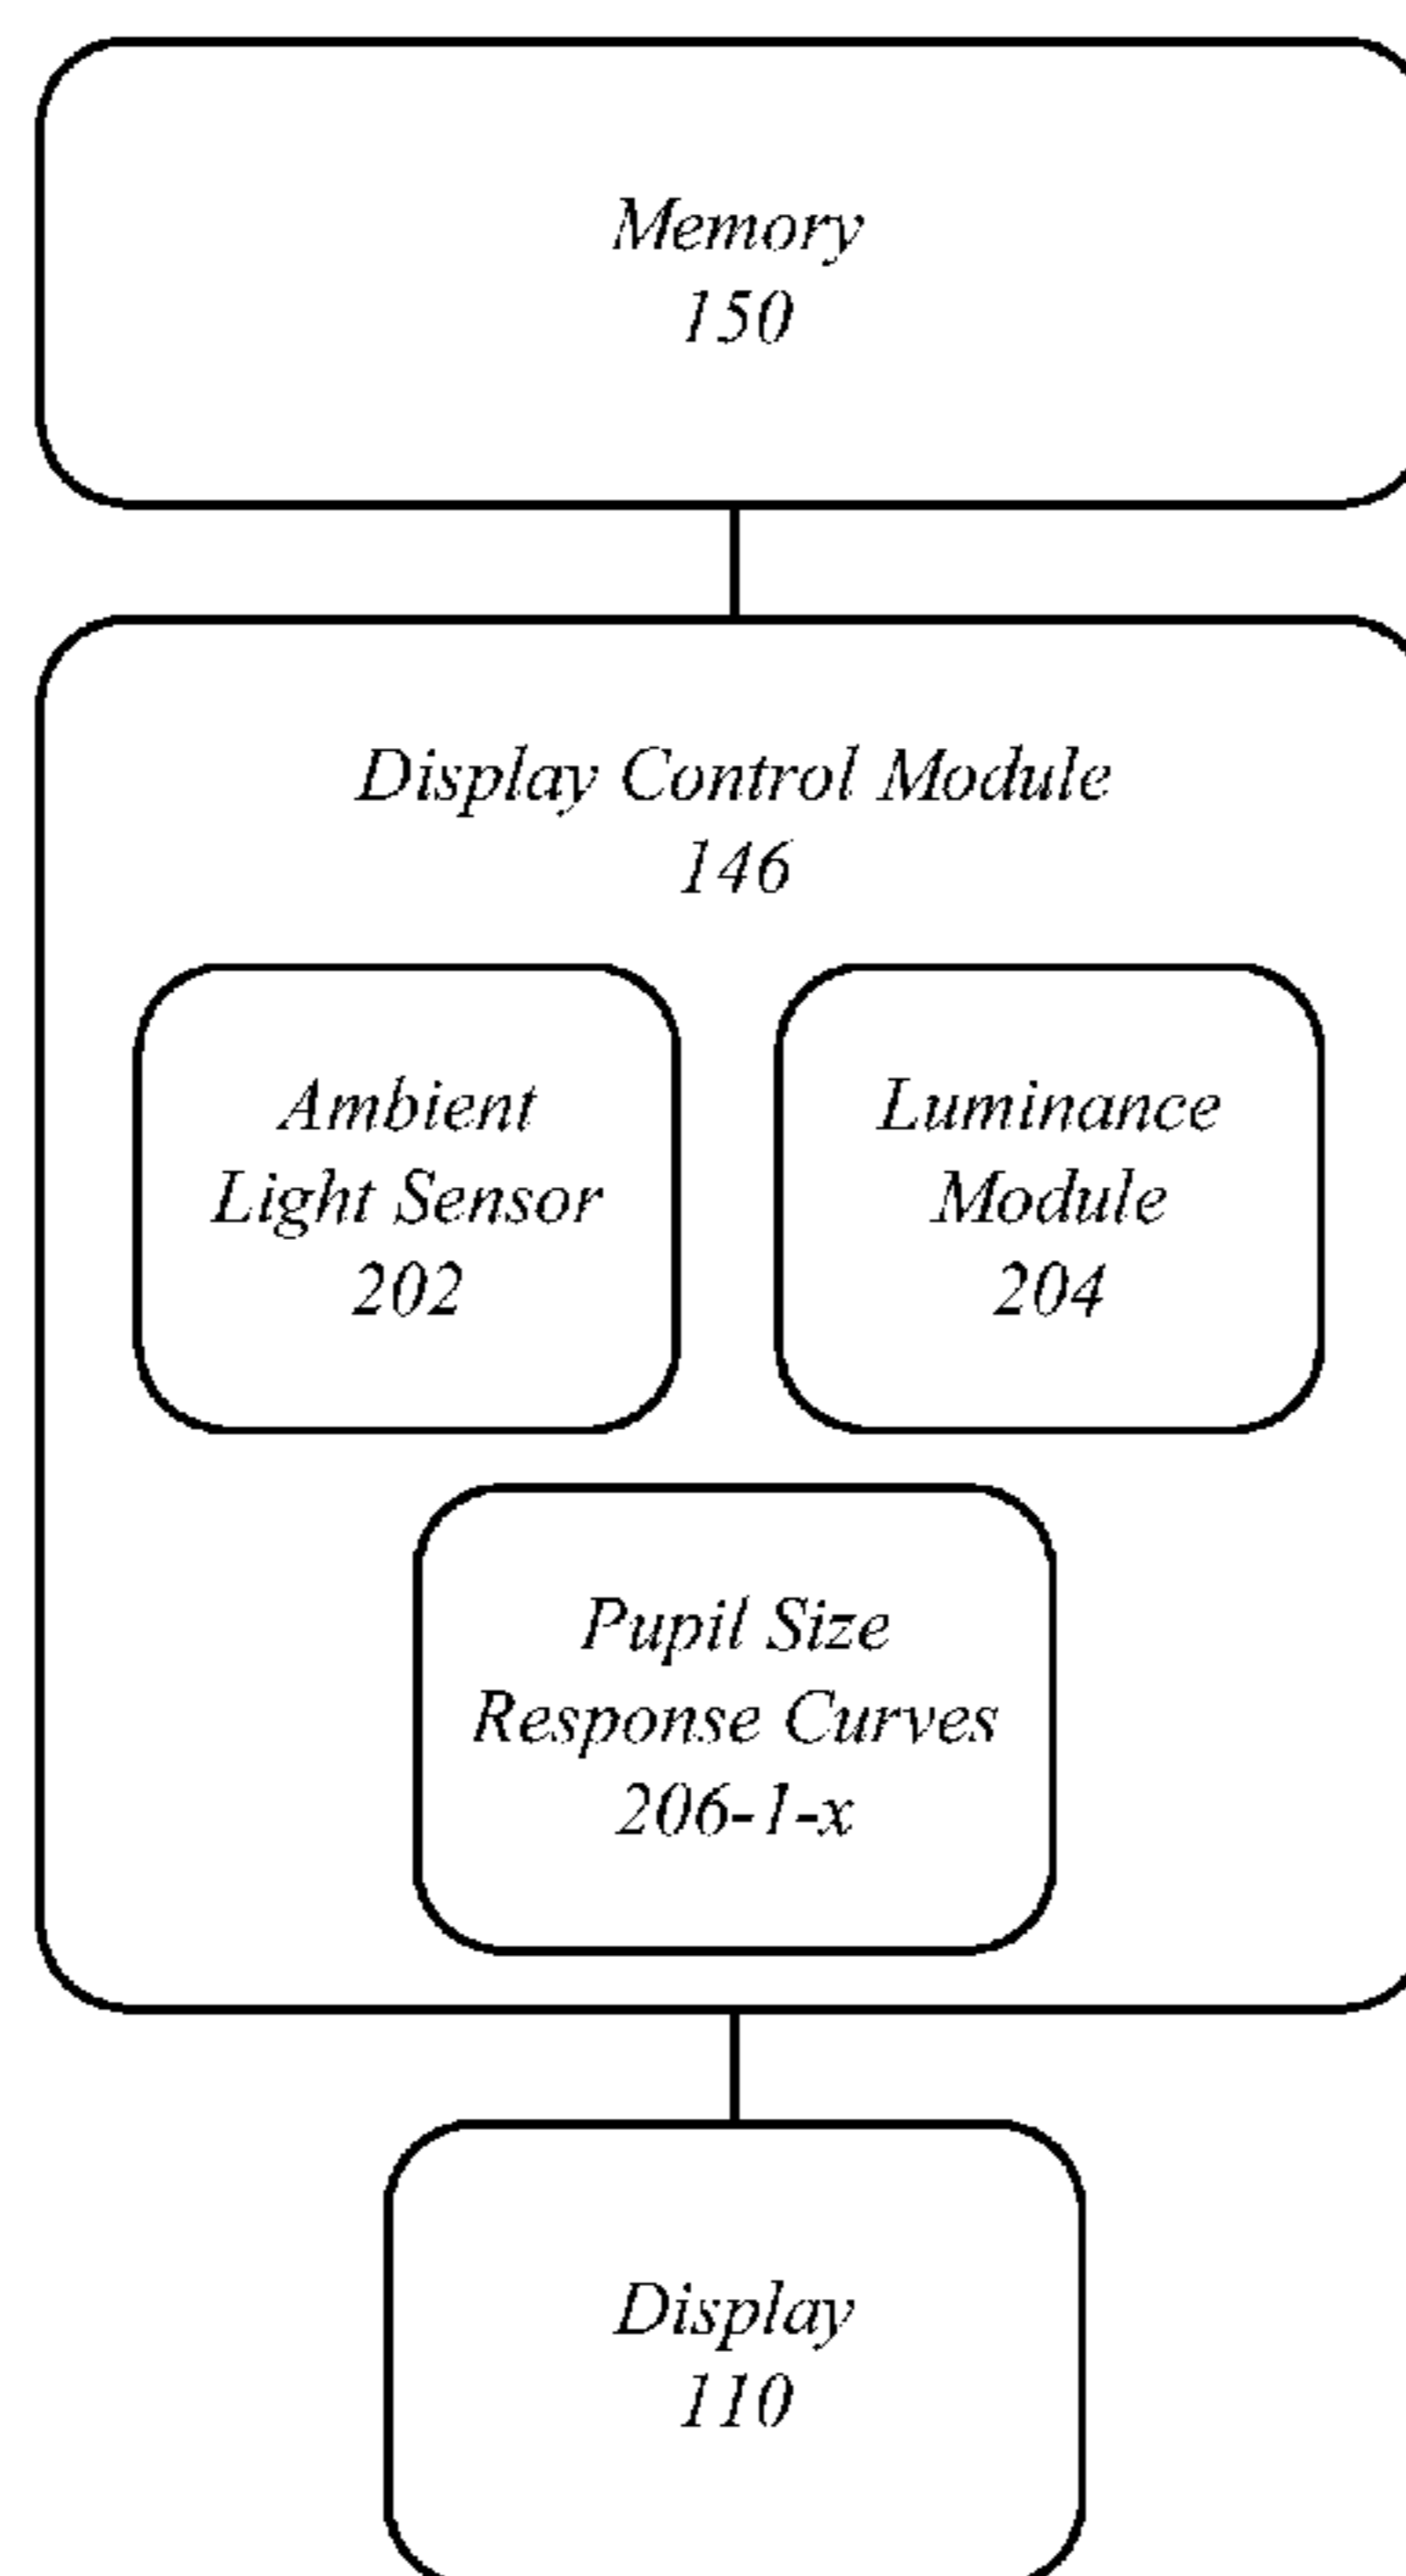 Memory
150
Display Control Module
146
Ambient
Light Sensor
202
Luminance
Module
204
Pupil Size
Response Curves
206-1-x
Display
110